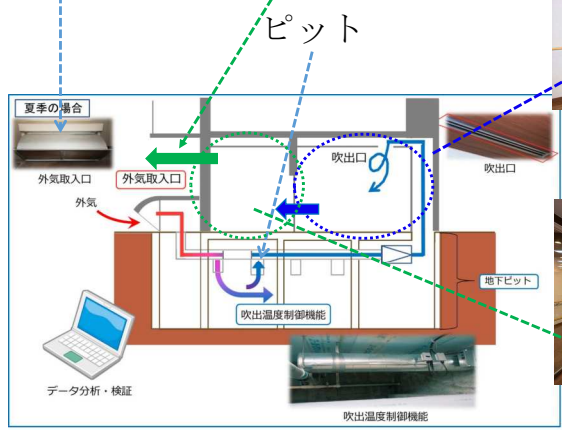 ピット
夏季の場合
外気取入口
外気取入口
外気
吹出口
吹出口
地下ピット
吹出温度制御機能
データ分析・検証
吹出温度制御機能